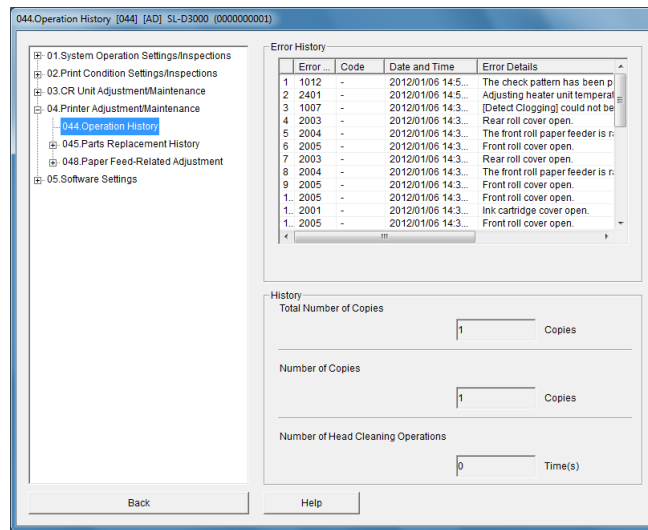 044.Operation History [044] [AD] SL-D3000 (0000000001)
01.System Operation Settings/Inspections
02.Print Condition Settings/Inspections
03.CR Unit Adjustment/Maintenance
04.Printer Adjustment/Maintenance
044.Operation History
045.Parts Replacement History
048.Paper Feed-Related Adjustment
05.Software Settings
Back
Error History
Error ... Code Date and Time Error Details
1 1012 - 2012/01/06 14:5... The check pattern has been p
2 2401 - 2012/01/06 14:5... Adjusting heater unit temperat
3 1007 - 2012/01/06 14:3... [Detect Clogging] could not be
4 2003 - 2012/01/06 14:3... Rear roll cover open.
5 2004 - 2012/01/06 14:3... The front roll paper feeder is ra
6 2005 - 2012/01/06 14:3... Front roll cover open.
7 2003 - 2012/01/06 14:3... Rear roll cover open.
8 2004 - 2012/01/06 14:3... The front roll paper feeder is ra
9 2005 - 2012/01/06 14:3... Front roll cover open.
1.. 2005 - 2012/01/06 14:3... Front roll cover open.
1.. 2001 - 2012/01/06 14:3... Ink cartridge cover open.
1.. 2005 - 2012/01/06 14:3... Front roll cover open.
History
Total Number of Copies
1 Copies
Number of Copies
1 Copies
Number of Head Cleaning Operations
0 Time(s)
Help